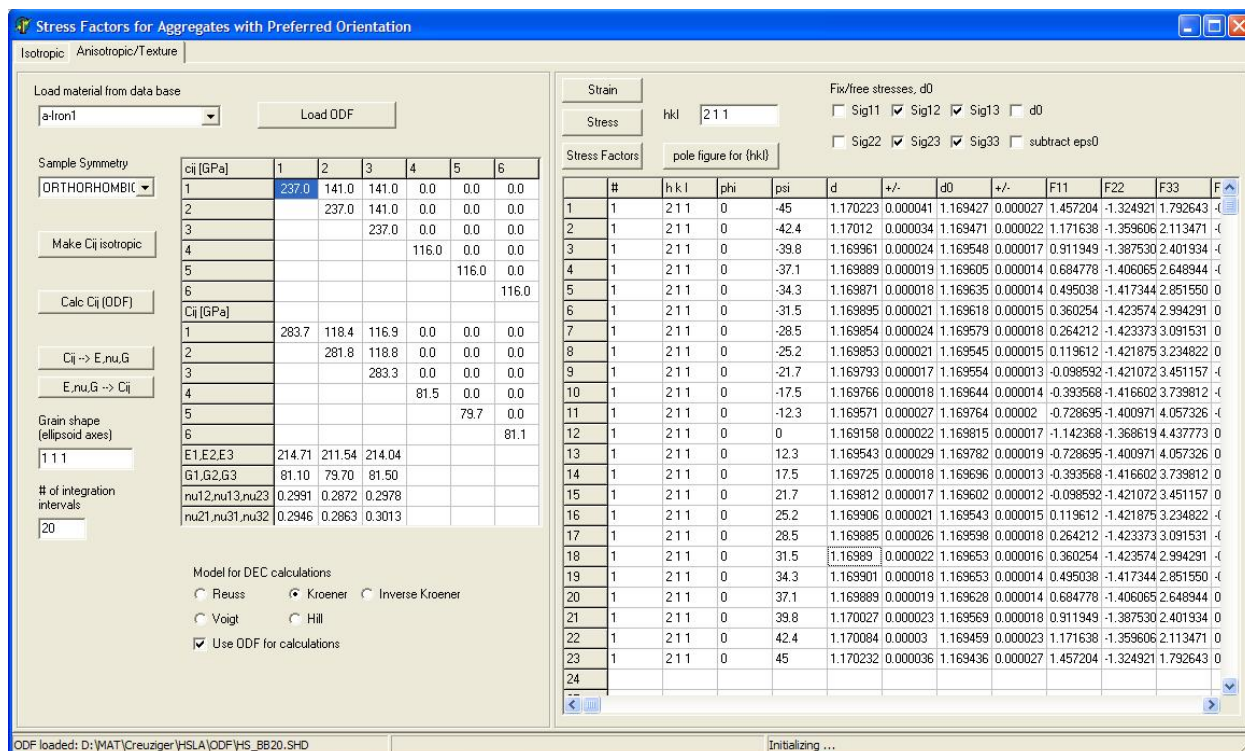 Stress Factors for Aggregates with Preferred Orientation
Isotropic Anisotropic/Texture
Load material from data base
a-Iron1
Load ODF
Sample Symmetry
ORTHORHOMBIC
Make Cij isotropic
Calc Cij (ODF)
Cij --> E,nu,G
E,nu,G --> Cij
Grain shape
(ellipsoid axes)
1 1 1
# of integration
intervals
20
cij [GPa] 1 2 3 4 5 6
1 237.0 141.0 141.0 0.0 0.0 0.0
2 237.0 141.0 0.0 0.0 0.0
3 237.0 0.0 0.0 0.0
4 116.0 0.0 0.0
5 116.0 0.0
6 116.0
Cij [GPa]
1 283.7 118.4 116.9 0.0 0.0 0.0
2 281.8 118.8 0.0 0.0 0.0
3 283.3 0.0 0.0 0.0
4 81.5 0.0 0.0
5 79.7 0.0
6 81.1
E1,E2,E3 214.71 211.54 214.04
G1,G2,G3 81.10 79.70 81.50
nu12,nu13,nu23 0.2991 0.2872 0.2978
nu21,nu31,nu32 0.2946 0.2863 0.3013
Model for DEC calculations
Reuss Kroener Inverse Kroener
Voigt Hill
Use ODF for calculations
Strain
Stress
Stress Factors
hkl 2 1 1
pole figure for {hkl}
Fix/free stresses, d0
Sig11 Sig12 Sig13 d0
Sig22 Sig23 Sig33 subtract eps0
# h k l phi psi d +/- d0 +/- F11 F22 F33 F
1 1 2 1 1 0 -45 1.170223 0.000041 1.169427 0.000027 1.457204 -1.324921 1.792643 -0
2 1 2 1 1 0 -42.4 1.17012 0.000034 1.169471 0.000022 1.171638 -1.359606 2.113471 -0
3 1 2 1 1 0 -39.8 1.169961 0.000024 1.169548 0.000017 0.911949 -1.387530 2.401934 -0
4 1 2 1 1 0 -37.1 1.169889 0.000019 1.169605 0.000014 0.684778 -1.406065 2.648944 -0
5 1 2 1 1 0 -34.3 1.169871 0.000018 1.169635 0.000014 0.495038 -1.417344 2.851550 -0
6 1 2 1 1 0 -31.5 1.169895 0.000021 1.169618 0.000015 0.360254 -1.423574 2.994291 -0
7 1 2 1 1 0 -28.5 1.169854 0.000024 1.169579 0.000018 0.264212 -1.423373 3.091531 -0
8 1 2 1 1 0 -25.2 1.169853 0.000021 1.169545 0.000015 0.119612 -1.421875 3.234822 0
9 1 2 1 1 0 -21.7 1.169793 0.000017 1.169554 0.000013 -0.098592 -1.421072 3.451157 0
10 1 2 1 1 0 -17.5 1.169766 0.000018 1.169644 0.000014 -0.393568 -1.416602 3.739812 0
11 1 2 1 1 0 -12.3 1.169571 0.000027 1.169764 0.00002 -0.728695 -1.400971 4.057326 0
12 1 2 1 1 0 0 1.169158 0.000022 1.169815 0.000017 -1.142368 -1.368619 4.437773 0
13 1 2 1 1 0 12.3 1.169543 0.000029 1.169782 0.000019 -0.728695 -1.400971 4.057326 0
14 1 2 1 1 0 17.5 1.169725 0.000018 1.169696 0.000013 -0.393568 -1.416602 3.739812 0
15 1 2 1 1 0 21.7 1.169812 0.000017 1.169602 0.000012 -0.098592 -1.421072 3.451157 0
16 1 2 1 1 0 25.2 1.169906 0.000021 1.169543 0.000015 0.119612 -1.421875 3.234822 -0
17 1 2 1 1 0 28.5 1.169885 0.000026 1.169598 0.000018 0.264212 -1.423373 3.091531 -0
18 1 2 1 1 0 31.5 1.16989 0.000022 1.169653 0.000016 0.360254 -1.423574 2.994291 -0
19 1 2 1 1 0 34.3 1.169901 0.000018 1.169653 0.000014 0.495038 -1.417344 2.851550 -0
20 1 2 1 1 0 37.1 1.169889 0.000019 1.169628 0.000014 0.684778 -1.406065 2.648944 0
21 1 2 1 1 0 39.8 1.170027 0.000023 1.169569 0.000018 0.911949 -1.387530 2.401934 0
22 1 2 1 1 0 42.4 1.170084 0.00003 1.169459 0.000023 1.171638 -1.359606 2.113471 0
23 1 2 1 1 0 45 1.170232 0.000036 1.169436 0.000027 1.457204 -1.324921 1.792643 0
24
ODF loaded: D:\MAT\Creuziger\HSLA\ODF\HS_BB20.SHD
Initializing ...